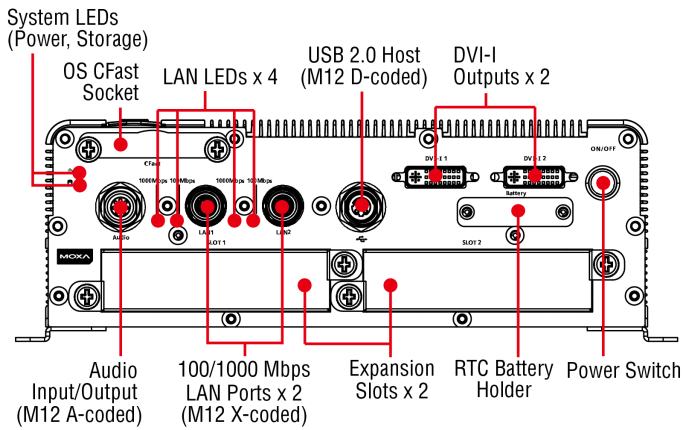 System LEDs
(Power, Storage)
OS CFast
Socket
LAN LEDs x 4
USB 2.0 Host
(M12 D-coded)
DVI-I
Outputs x 2
CFast
DVI-I 1
DVI-I 2
ON/OFF
1000Mbps
100Mbps
1000Mbps
100Mbps
Battery
Audio
LAN1
LAN2
SLOT 1
SLOT 2
MOXA
Audio
Input/Output
(M12 A-coded)
100/1000 Mbps
LAN Ports x 2
(M12 X-coded)
Expansion
Slots x 2
RTC Battery
Holder
Power Switch